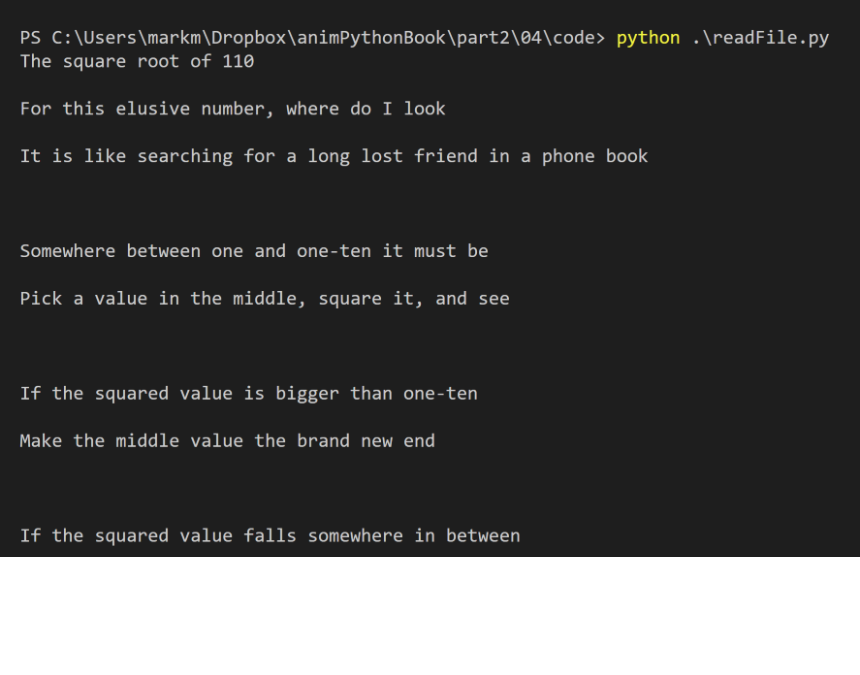 PS C:\Users\markm\Dropbox\animPythonBook\part2\04\code> python .\readFile.py
The square root of 110
For this elusive number, where do I look
It is like searching for a long lost friend in a phone book
Somewhere between one and one-ten it must be
Pick a value in the middle, square it, and see
If the squared value is bigger than one-ten
Make the middle value the brand new end
If the squared value falls somewhere in between